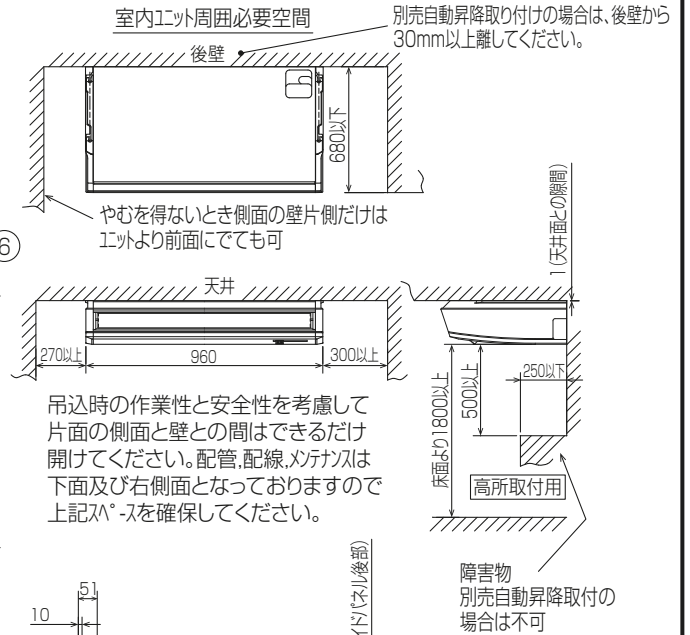 室内ユニット周囲必要空間
別売自動昇降取り付けの場合は、後壁から
30mm以上離してください。
後壁
680以下
やむを得ないとき側面の壁片側だけは
ユニットより前面にでても可
6
1(天井面との隙間)
天井
270以上
960
300以上
床面より1800以上
500以上
250以下
吊込時の作業性と安全性を考慮して
片面の側面と壁との間はできるだけ
開けてください。配管,配線,メンテナンスは
下面及び右側面となっておりますので
上記スペースを確保してください。
高所取付用
障害物
別売自動昇降取付の
場合は不可
51
10
イドパネル後部)